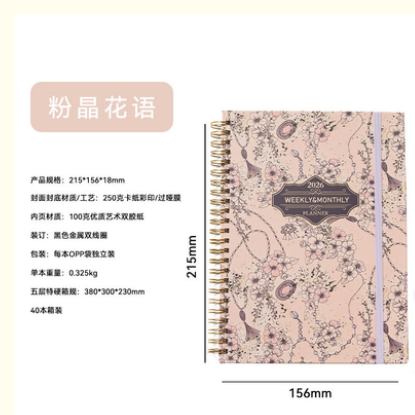 粉晶花语
产品规格：215*156*18mm
封面封底材质/工艺：250克卡纸彩印/过哑膜
内页材质：100克优质艺术双胶纸
装订：黑色金属双线圈
包装：每本OPP袋独立装
单本重量：0.325kg
五层特硬箱规：380*300*230mm
40本箱装
2026
WEEKLY&MONTHLY
PLANNER
215mm
156mm